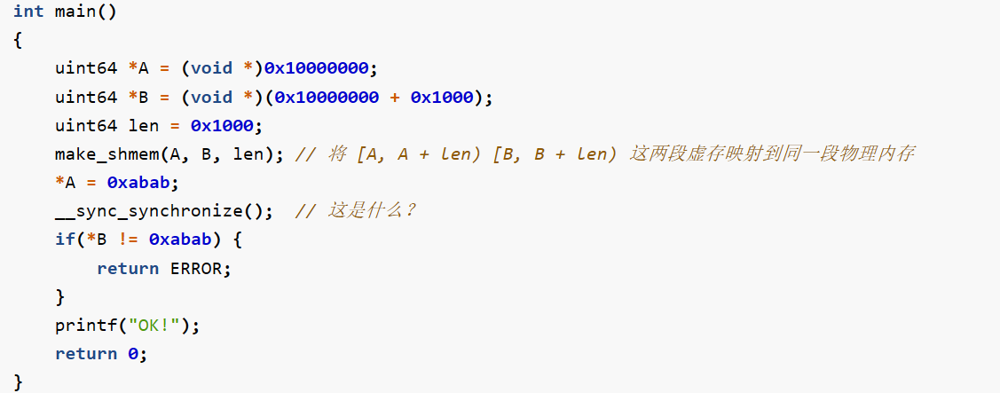 int main()
{
    uint64 *A = (void *)0x10000000;
    uint64 *B = (void *)(0x10000000 + 0x1000);
    uint64 len = 0x1000;
    make_shmem(A, B, len); // 将 [A, A + len) [B, B + len) 这两段虚存映射到同一段物理内存
    *A = 0xabab;
    __sync_synchronize();  // 这是什么?
    if(*B != 0xabab) {
        return ERROR;
    }
    printf("OK!");
    return 0;
}